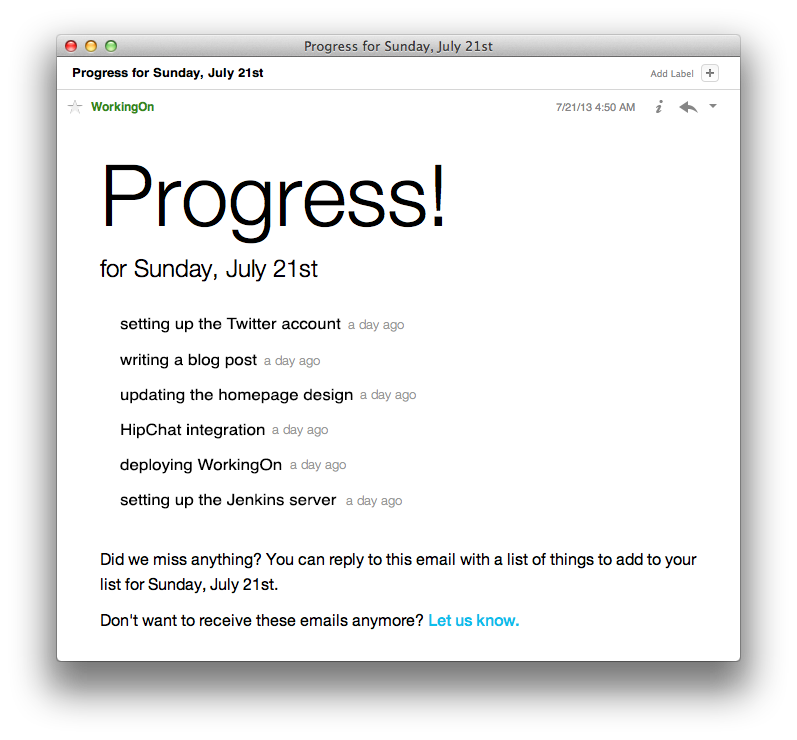 Progress for Sunday, July 21st
Progress for Sunday, July 21st
Add Label +
WorkingOn
7/21/13 4:50 AM i
Progress!
for Sunday, July 21st
setting up the Twitter account a day ago
writing a blog post a day ago
updating the homepage design a day ago
HipChat integration a day ago
deploying WorkingOn a day ago
setting up the Jenkins server a day ago
Did we miss anything? You can reply to this email with a list of things to add to your
list for Sunday, July 21st.
Don't want to receive these emails anymore? Let us know.